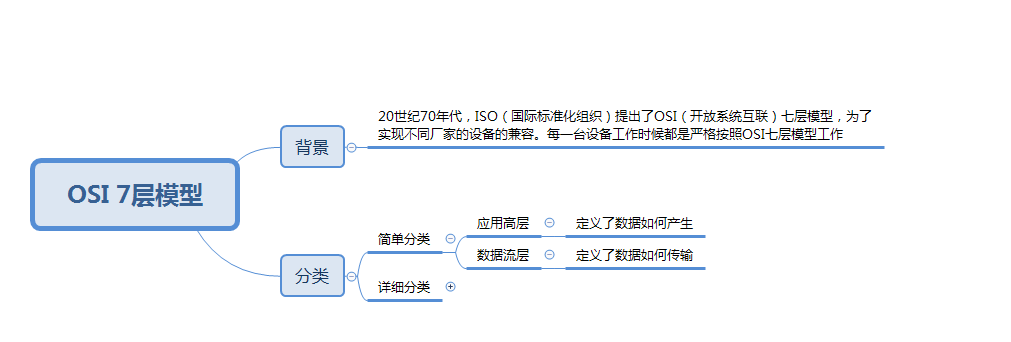 OSI 7层模型
背景
20世纪70年代，ISO（国际标准化组织）提出了OSI（开放系统互联）七层模型，为了
实现不同厂家的设备的兼容。每一台设备工作时候都是严格按照OSI七层模型工作
分类
简单分类
应用高层
定义了数据如何产生
数据流层
定义了数据如何传输
详细分类